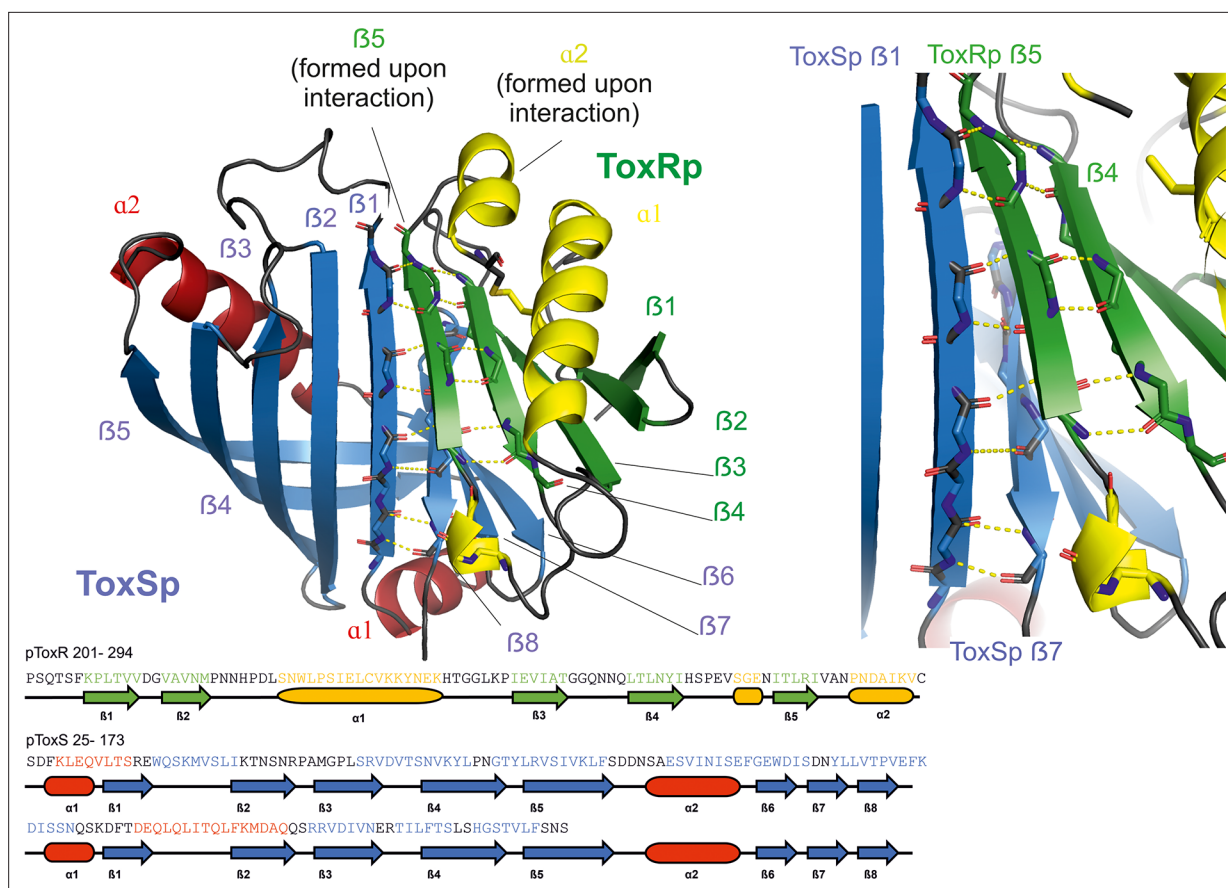 ß5
(formed upon
interaction)
α2
(formed upon
interaction)
ToxRp
α2
ß3
ß2
ß1
α1
ß1
ß2
ß3
ß4
ß5
ß4
ToxSp
α1
ß8
ß7
ß6
ToxSp ß1
ToxRp ß5
ß4
ToxSp ß7
pToxR 201- 294
PSQTSFKPLTVVDGVAVNMPNNHPDLSNWLPSIELCVKKYNEKHTGGLKPIEVIATGGQNNQLTLNYIHSPEVSGENITLRIVANPNDAIKVC
ß1 ß2 α1 ß3 ß4 ß5 α2
pToxS 25- 173
SDFKLEQVLTSREWQSKMVSLIKTNSNRPAMGPLSRVDVTSNVKYLPNGTYLRVSIVKLFSDDNSAESVINISEFGEWDISDNYLLVTPVEFK
α1 ß1 ß2 ß3 ß4 ß5 α2 ß6 ß7 ß8
DISSNQSKDFTDEQLQLITQLFKMDAQQSRRVDIVNERTILFTSLSHGSTVLFSNS
α1 ß1 ß2 ß3 ß4 ß5 α2 ß6 ß7 ß8